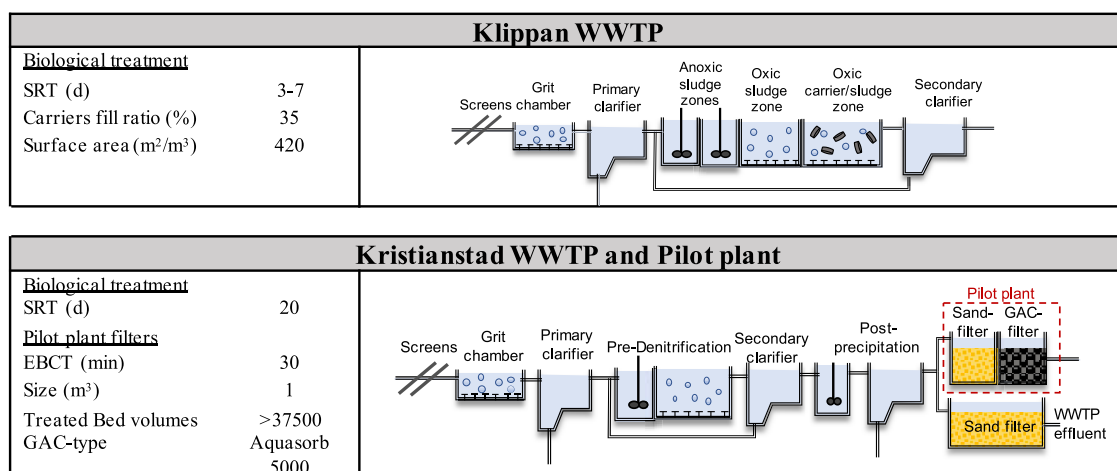 Klippan WWTP
Biological treatment
SRT (d) 3-7
Carriers fill ratio (%) 35
Surface area (m²/m³) 420
Screens
Grit
chamber
Primary
clarifier
Anoxic
sludge
zones
Oxic
sludge
zone
Oxic
carrier/sludge
zone
Secondary
clarifier
Kristianstad WWTP and Pilot plant
Biological treatment
SRT (d) 20
Pilot plant filters
EBCT (min) 30
Size (m³) 1
Treated Bed volumes >37500
GAC-type Aquasorb
5000
Screens
Grit
chamber
Primary
clarifier
Pre-Denitrification
Secondary
clarifier
Post-
precipitation
Pilot plant
Sand-
filter
GAC-
filter
Sand filter
WWTP
effluent